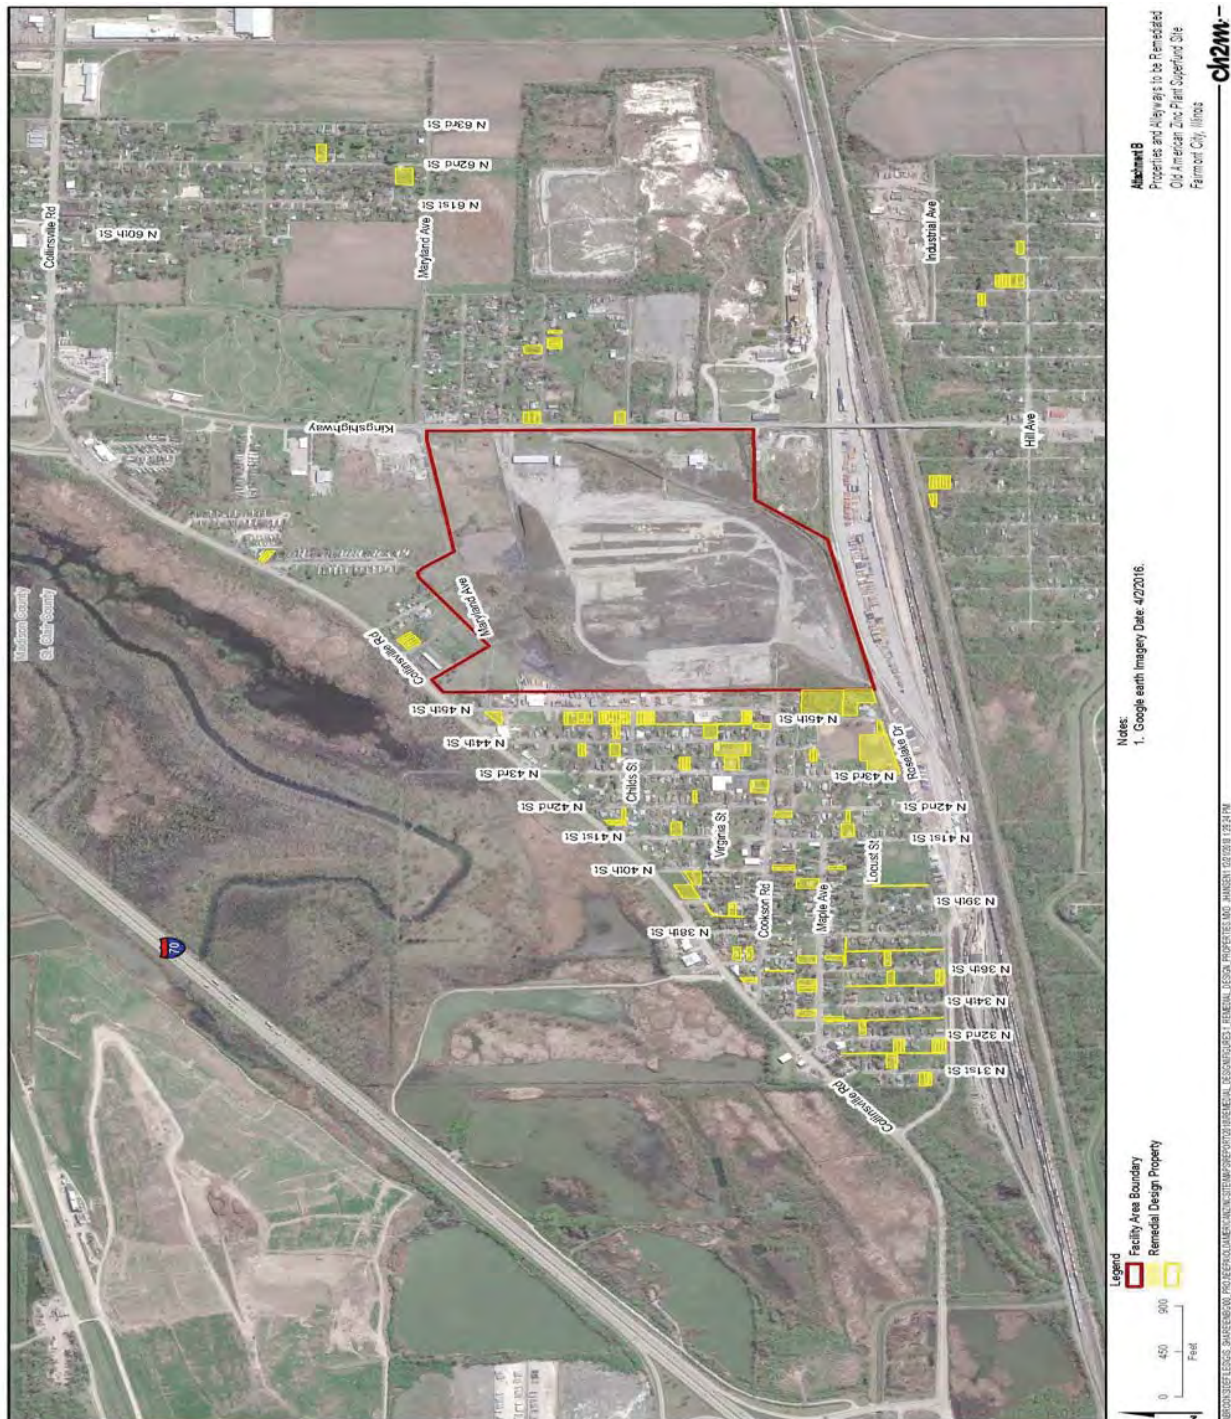 Collinsville Rd
N 60th St
N 63rd St
N 62nd St
N 61st St
Maryland Ave
Kingshighway
Industrial Ave
Hill Ave
Madison County
St. Clair County
Maryland Ave
Collinsville Rd
N 45th St
N 44th St
N 43rd St
N 42nd St
N 41st St
N 40th St
N 38th St
Childs St
Virginia St
Cookson Rd
Maple Ave
Locust St
N 45th St
N 43rd St
Roselake Dr
N 42nd St
N 41st St
N 39th St
N 36th St
N 34th St
N 32nd St
N 31st St
Collinsville Rd
70
Legend
Facility Area Boundary
Remedial Design Property
0 450 900
Feet
Notes:
1. Google earth Imagery Date: 4/2/2016.
Attachment B
Properties and Alleyways to be Remediated
Old American Zinc Plant Superfund Site
Fairmont City, Illinois
ch2m